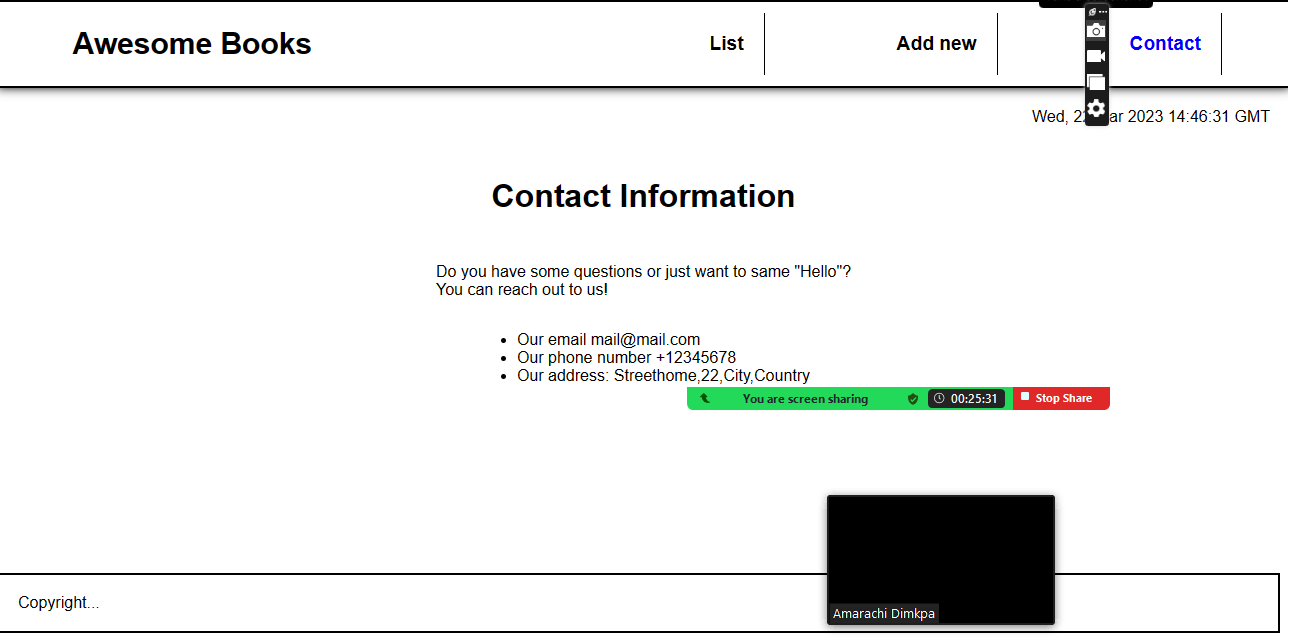 Awesome Books
List
Add new
Contact
Wed, 2 ar 2023 14:46:31 GMT
Contact Information
Do you have some questions or just want to same "Hello"?
You can reach out to us!
Our email mail@mail.com
Our phone number +12345678
Our address: Streethome,22,City,Country
You are screen sharing
00:25:31
Stop Share
Copyright...
Amarachi Dimkpa